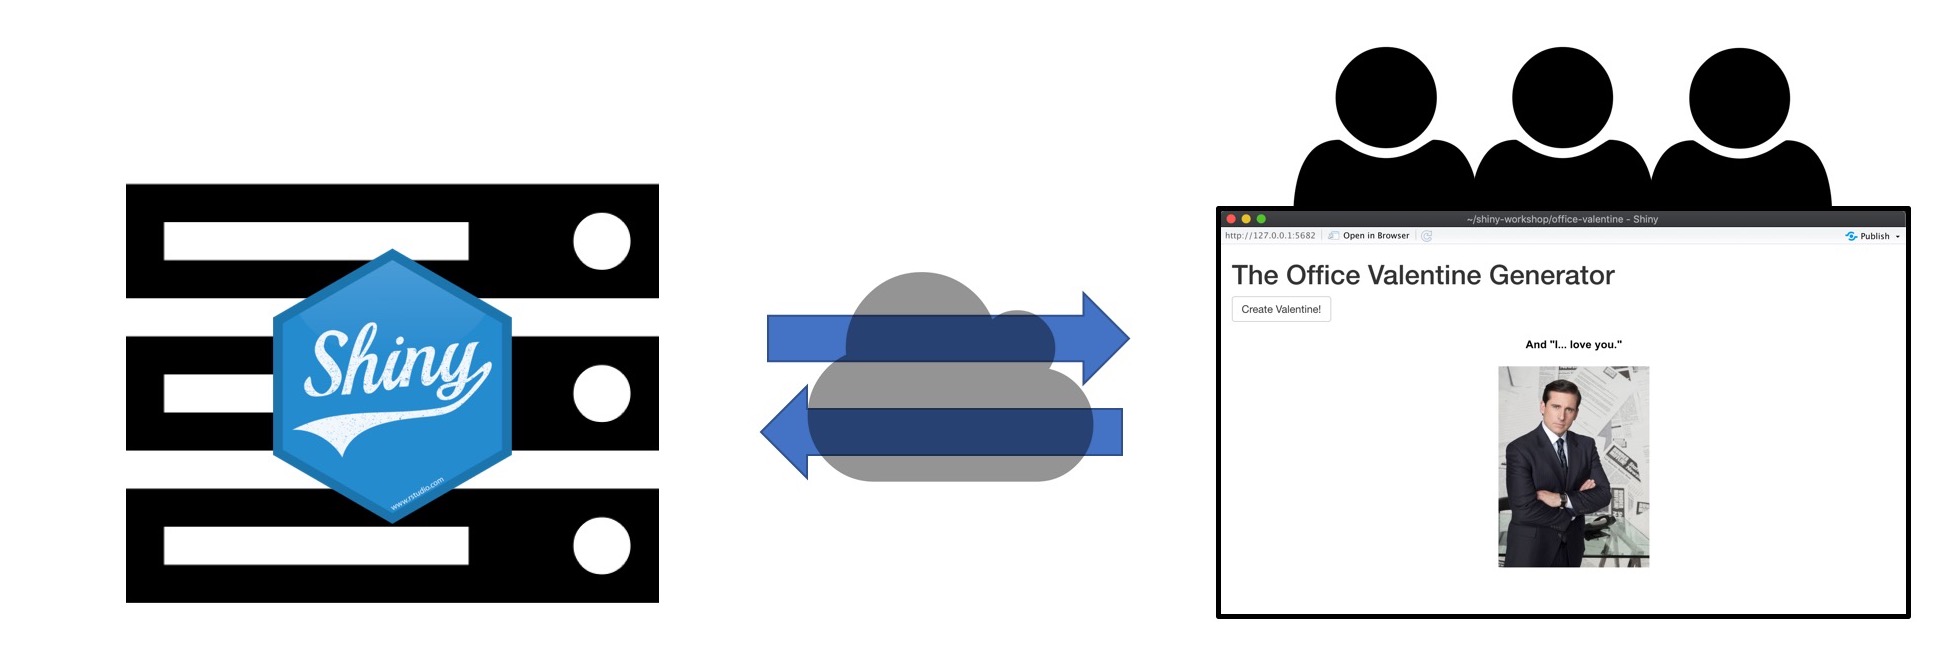 Shiny
www.rstudio.com
~/shiny-workshop/office-valentine - Shiny
http://127.0.0.1:5682
Open in Browser
Publish
The Office Valentine Generator
Create Valentine!
And "I... love you."